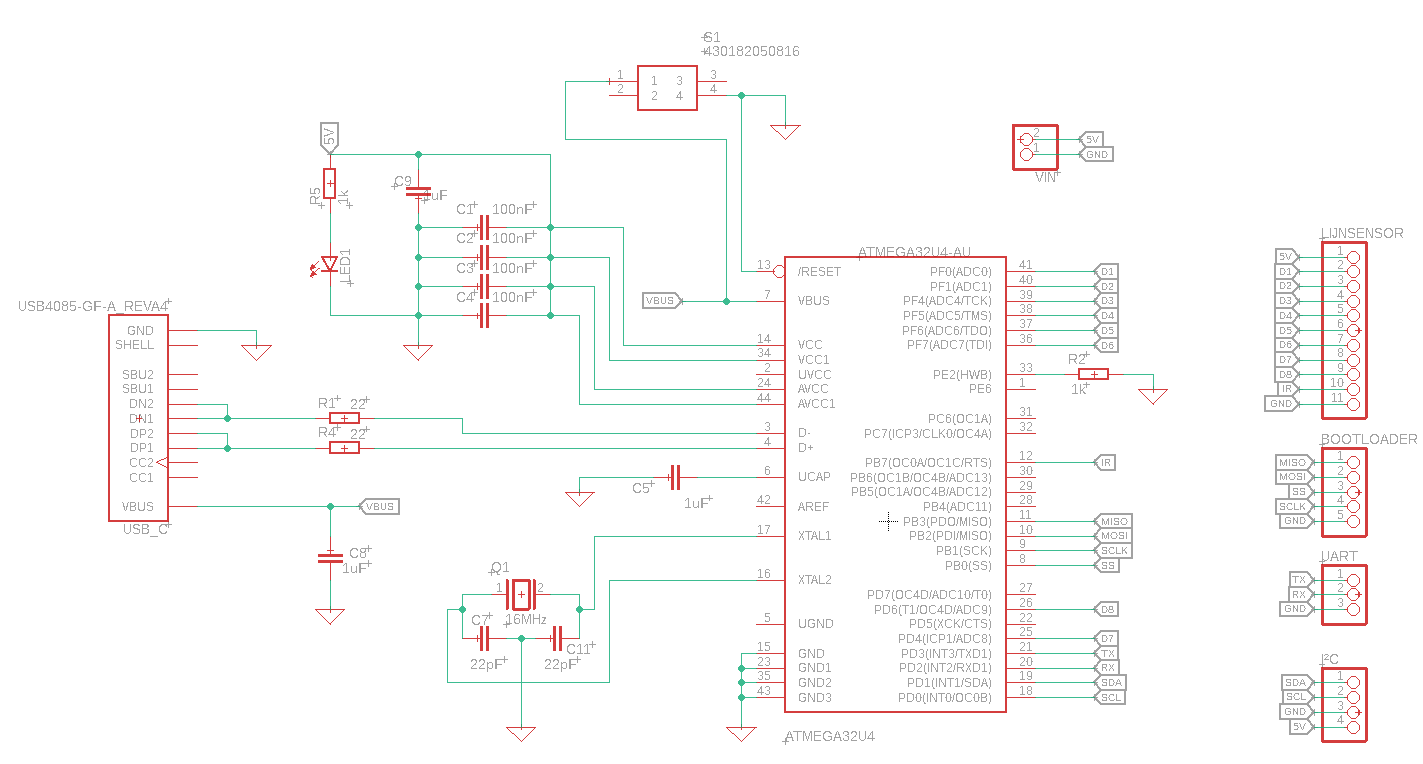 S1
430182050816
1 1 3 3
2 2 4 4
5V
R5
1k
LED1
C9
1uF
C1 100nF
C2
C3 100nF
C4 100nF
USB4085-GF-A_REVA4
GND
SHELL
SBU2
SBU1
DN2
DN1
DP2
DP1
CC2
CC1
VBUS
USB_C
R1 22
R4 22
VBUS
C8
1uF
VBUS
C5
1uF
Q1
1 2
16MHz
C7
22pF
C11
22pF
ATMEGA32U4-AU
13 /RESET
7 VBUS
14 VCC
34 VCC1
2 UVCC
24 AVCC
44 AVCC1
3 D-
4 D+
6 UCAP
42 AREF
17 XTAL1
16 XTAL2
5 UGND
15 GND
23 GND1
35 GND2
43 GND3
PF0(ADC0) 41 D1
PF1(ADC1) 40 D2
PF4(ADC4/TCK) 39 D3
PF5(ADC5/TMS) 38 D4
PF6(ADC6/TDO) 37 D5
PF7(ADC7(TDI) 36 D6
PE2(HWB) 33
PE6 1
R2
1k
PC6(OC1A) 31
PC7(ICP3/CLK0/OC4A) 32
PB7(OC0A/OC1C/RTS) 12 IR
PB6(OC1B/OC4B/ADC13) 30
PB5(OC1A/OC4B/ADC12) 29
PB4(ADC11) 28
PB3(PDO/MISO) 11 MISO
PB2(PDI/MISO) 10 MOSI
PB1(SCK) 9 SCLK
PB0(SS) 8 SS
PD7(OC4D/ADC10/T0) 27
PD6(T1/OC4D/ADC9) 26 D8
PD5(XCK/CTS) 22
PD4(ICP1/ADC8) 25 D7
PD3(INT3/TXD1) 21 TX
PD2(INT2/RXD1) 20 RX
PD1(INT1/SDA) 19 SDA
PD0(INT0/OC0B) 18 SCL
ATMEGA32U4
2 5V
1 GND
VIN
LIJNSENSOR
5V 1
D1 2
D2 3
D3 4
D4 5
D5 6
D6 7
D7 8
D8 9
IR 10
GND 11
BOOTLOADER
MISO 1
MOSI 2
SS 3
SCLK 4
GND 5
UART
TX 1
RX 2
GND 3
I²C
SDA 1
SCL 2
GND 3
5V 4